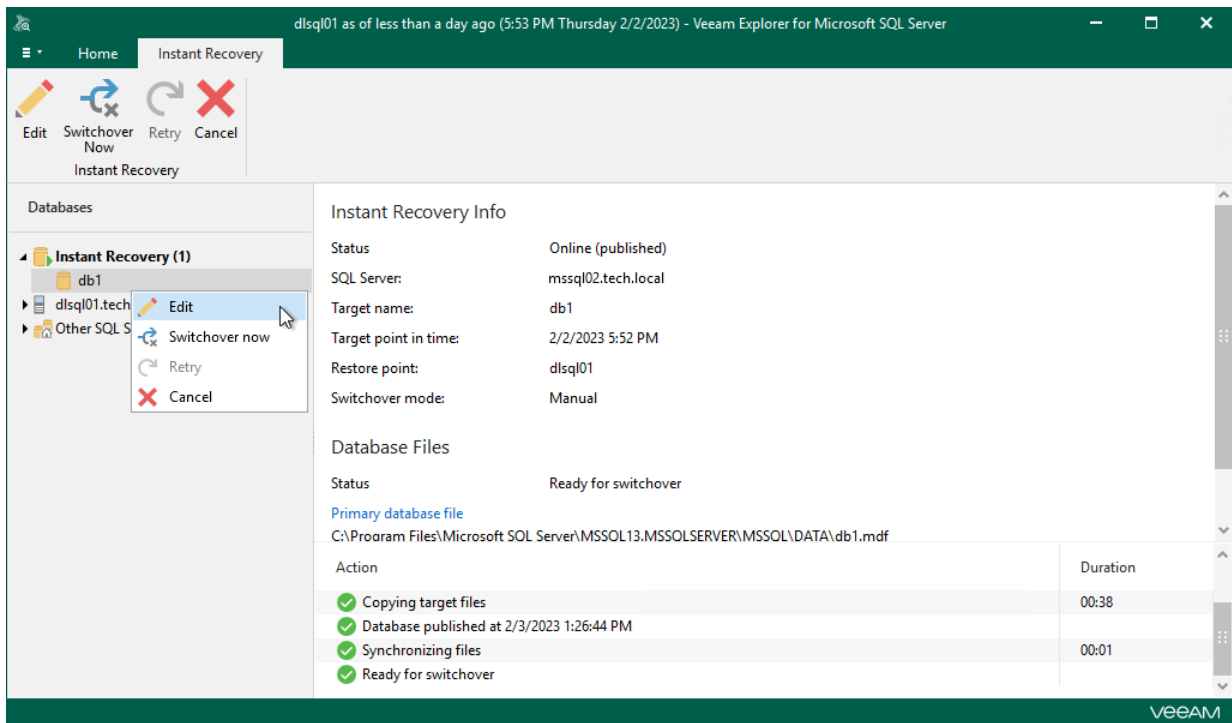 dlsql01 as of less than a day ago (5:53 PM Thursday 2/2/2023) - Veeam Explorer for Microsoft SQL Server
Home Instant Recovery
Edit Switchover Now Retry Cancel
Instant Recovery
Databases
Instant Recovery (1)
db1
dlsql01.tech
Other SQL S
Edit
Switchover now
Retry
Cancel
Instant Recovery Info
Status Online (published)
SQL Server: mssql02.tech.local
Target name: db1
Target point in time: 2/2/2023 5:52 PM
Restore point: dlsql01
Switchover mode: Manual
Database Files
Status Ready for switchover
Primary database file
C:\Program Files\Microsoft SQL Server\MSSQL13.MSSQLSERVER\MSSQL\DATA\db1.mdf
Action Duration
Copying target files 00:38
Database published at 2/3/2023 1:26:44 PM
Synchronizing files 00:01
Ready for switchover
veeAM